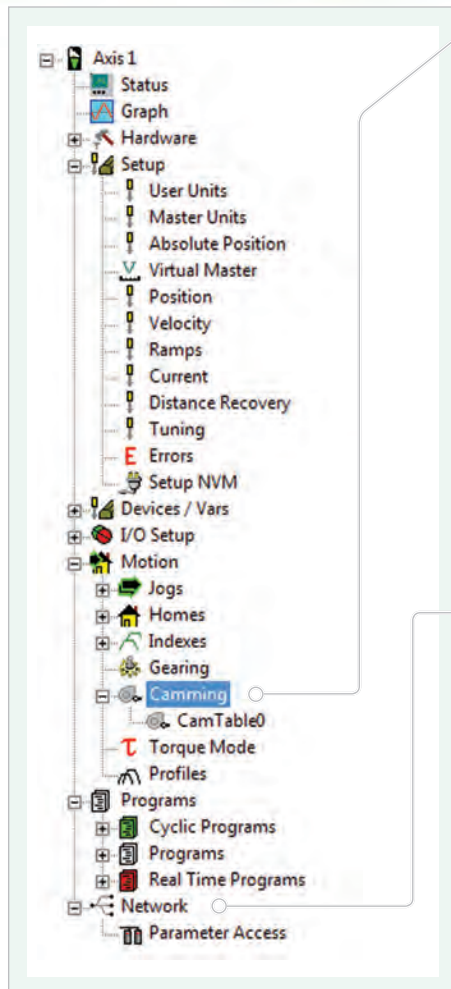 Axis 1
Status
Graph
Hardware
Setup
User Units
Master Units
Absolute Position
Virtual Master
Position
Velocity
Ramps
Current
Distance Recovery
Tuning
E Errors
Setup NVM
Devices / Vars
I/O Setup
Motion
Jogs
Homes
Indexes
Gearing
Camming
CamTable0
τ Torque Mode
Profiles
Programs
Cyclic Programs
Programs
Real Time Programs
Network
Parameter Access